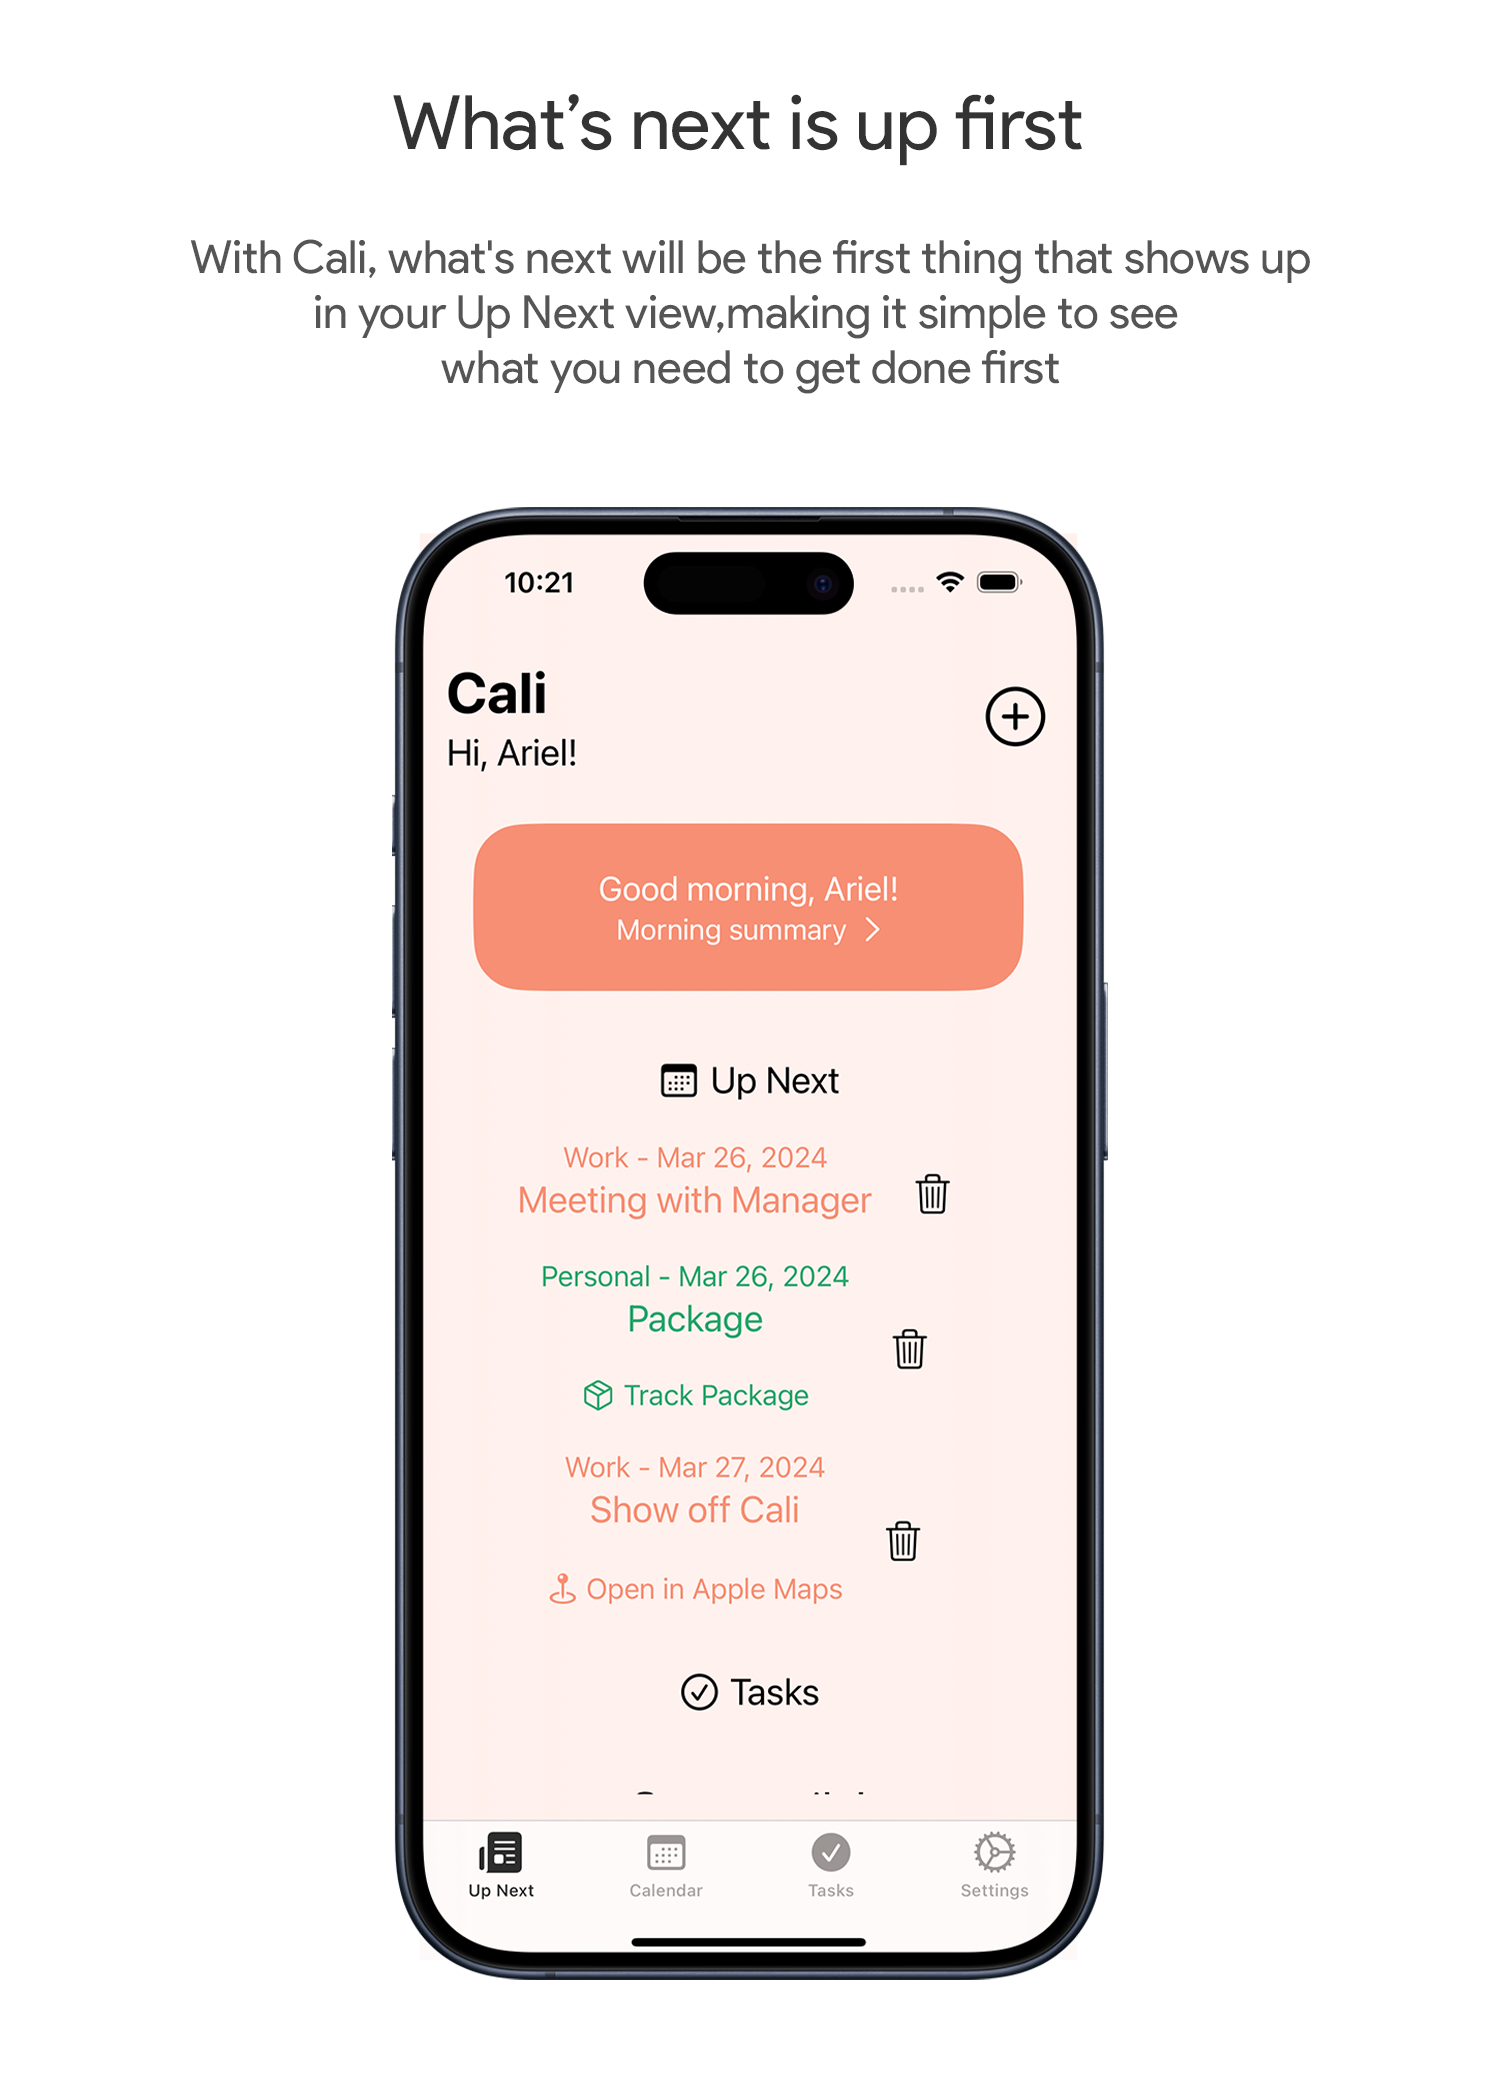 What’s next is up first
With Cali, what's next will be the first thing that shows up
in your Up Next view,making it simple to see
what you need to get done first
10:21
Cali
Hi, Ariel!
Good morning, Ariel!
Morning summary
Up Next
Work - Mar 26, 2024
Meeting with Manager
Personal - Mar 26, 2024
Package
Track Package
Work - Mar 27, 2024
Show off Cali
Open in Apple Maps
Tasks
Up Next
Calendar
Tasks
Settings